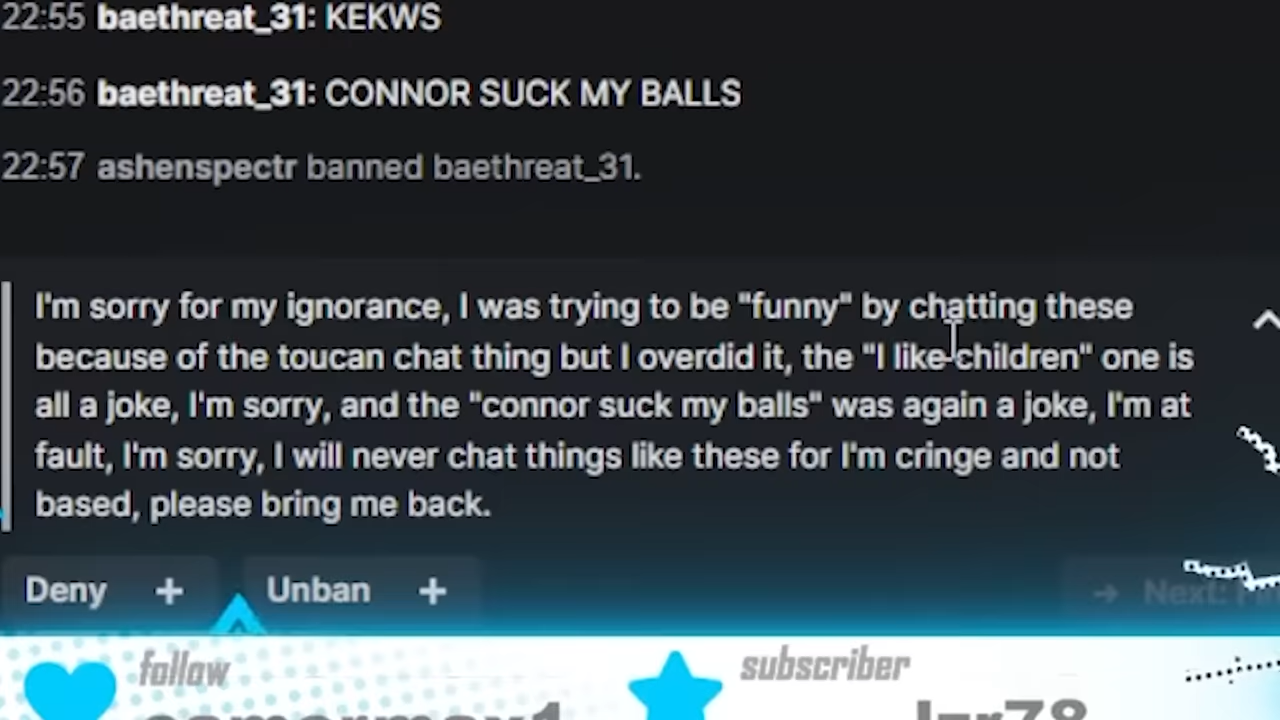 22:55 baethreat_31: KEKWS
22:56 baethreat_31: CONNOR SUCK MY BALLS
22:57 ashenspectr banned baethreat_31.
I'm sorry for my ignorance, I was trying to be "funny" by chatting these
because of the toucan chat thing but I overdid it, the "I like children" one is
all a joke, I'm sorry, and the "connor suck my balls" was again a joke, I'm at
fault, I'm sorry, I will never chat things like these for I'm cringe and not
based, please bring me back.
Deny + Unban + → Next:
follow subscriber